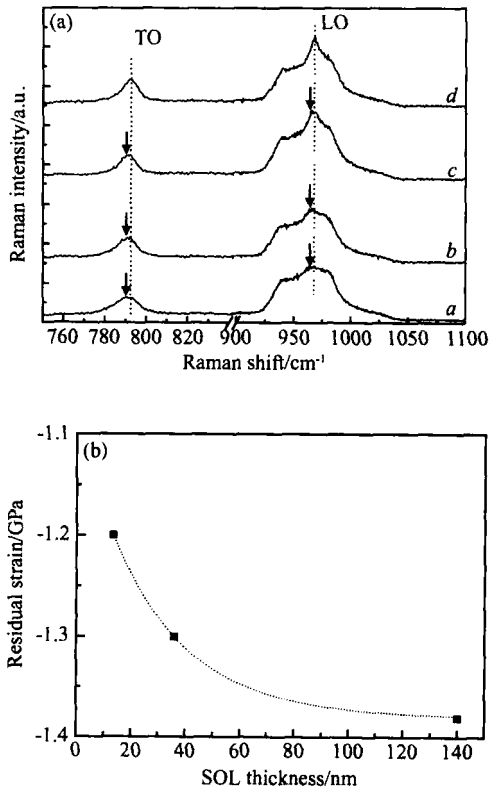 (a)
TO
LO
d
c
b
a
Raman intensity/a.u.
760 780 800 820 900 950 1000 1050 1100
Raman shift/cm⁻¹
(b)
-1.1
-1.2
-1.3
-1.4
Residual strain/GPa
0 20 40 60 80 100 120 140
SOL thickness/nm